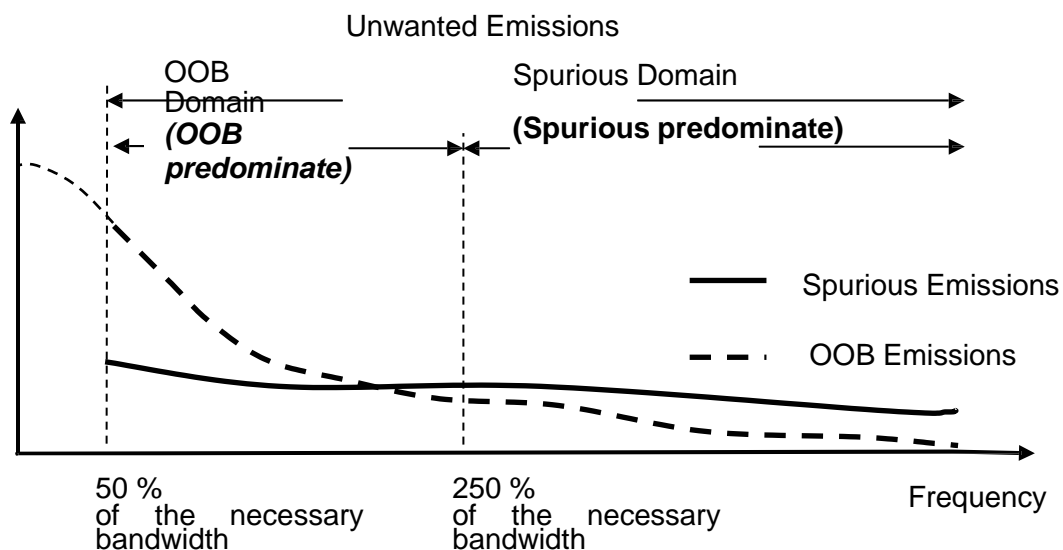 Unwanted Emissions
OOB
Domain
(OOB
predominate)
Spurious Domain
(Spurious predominate)
Spurious Emissions
OOB Emissions
50 %
of the necessary
bandwidth
250 %
of the necessary
bandwidth
Frequency